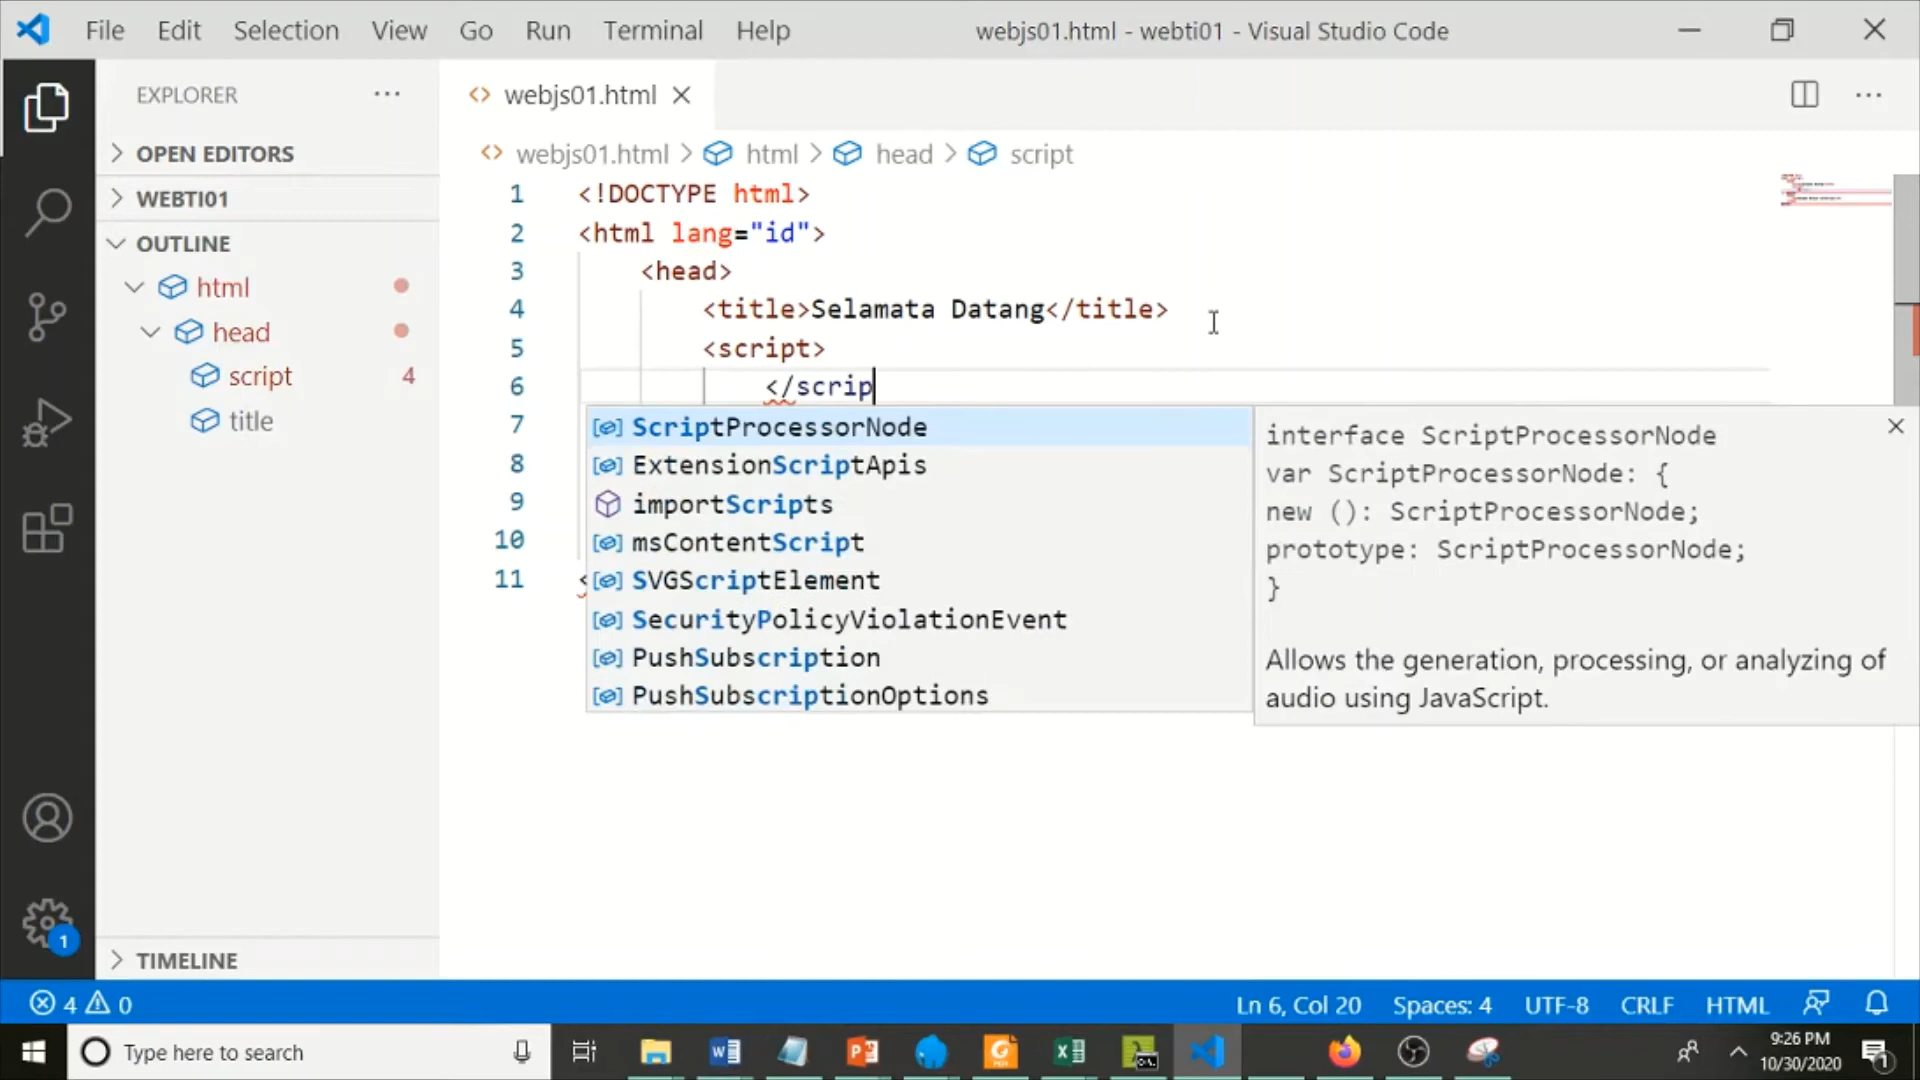 File Edit Selection View Go Run Terminal Help webjs01.html - webti01 - Visual Studio Code
EXPLORER
webjs01.html
OPEN EDITORS
webjs01.html html head script
WEBTI01
OUTLINE
html
head
script 4
title
1 <!DOCTYPE html>
2 <html lang="id">
3 <head>
4 <title>Selamata Datang</title>
5 <script>
6 </scrip
7
8
9
10
11 <
ScriptProcessorNode
ExtensionScriptApis
importScripts
msContentScript
SVGScriptElement
SecurityPolicyViolationEvent
PushSubscription
PushSubscriptionOptions
interface ScriptProcessorNode
var ScriptProcessorNode: {
new (): ScriptProcessorNode;
prototype: ScriptProcessorNode;
}
Allows the generation, processing, or analyzing of
audio using JavaScript.
1
TIMELINE
4 0 Ln 6, Col 20 Spaces: 4 UTF-8 CRLF HTML
Type here to search
9:26 PM
10/30/2020
1